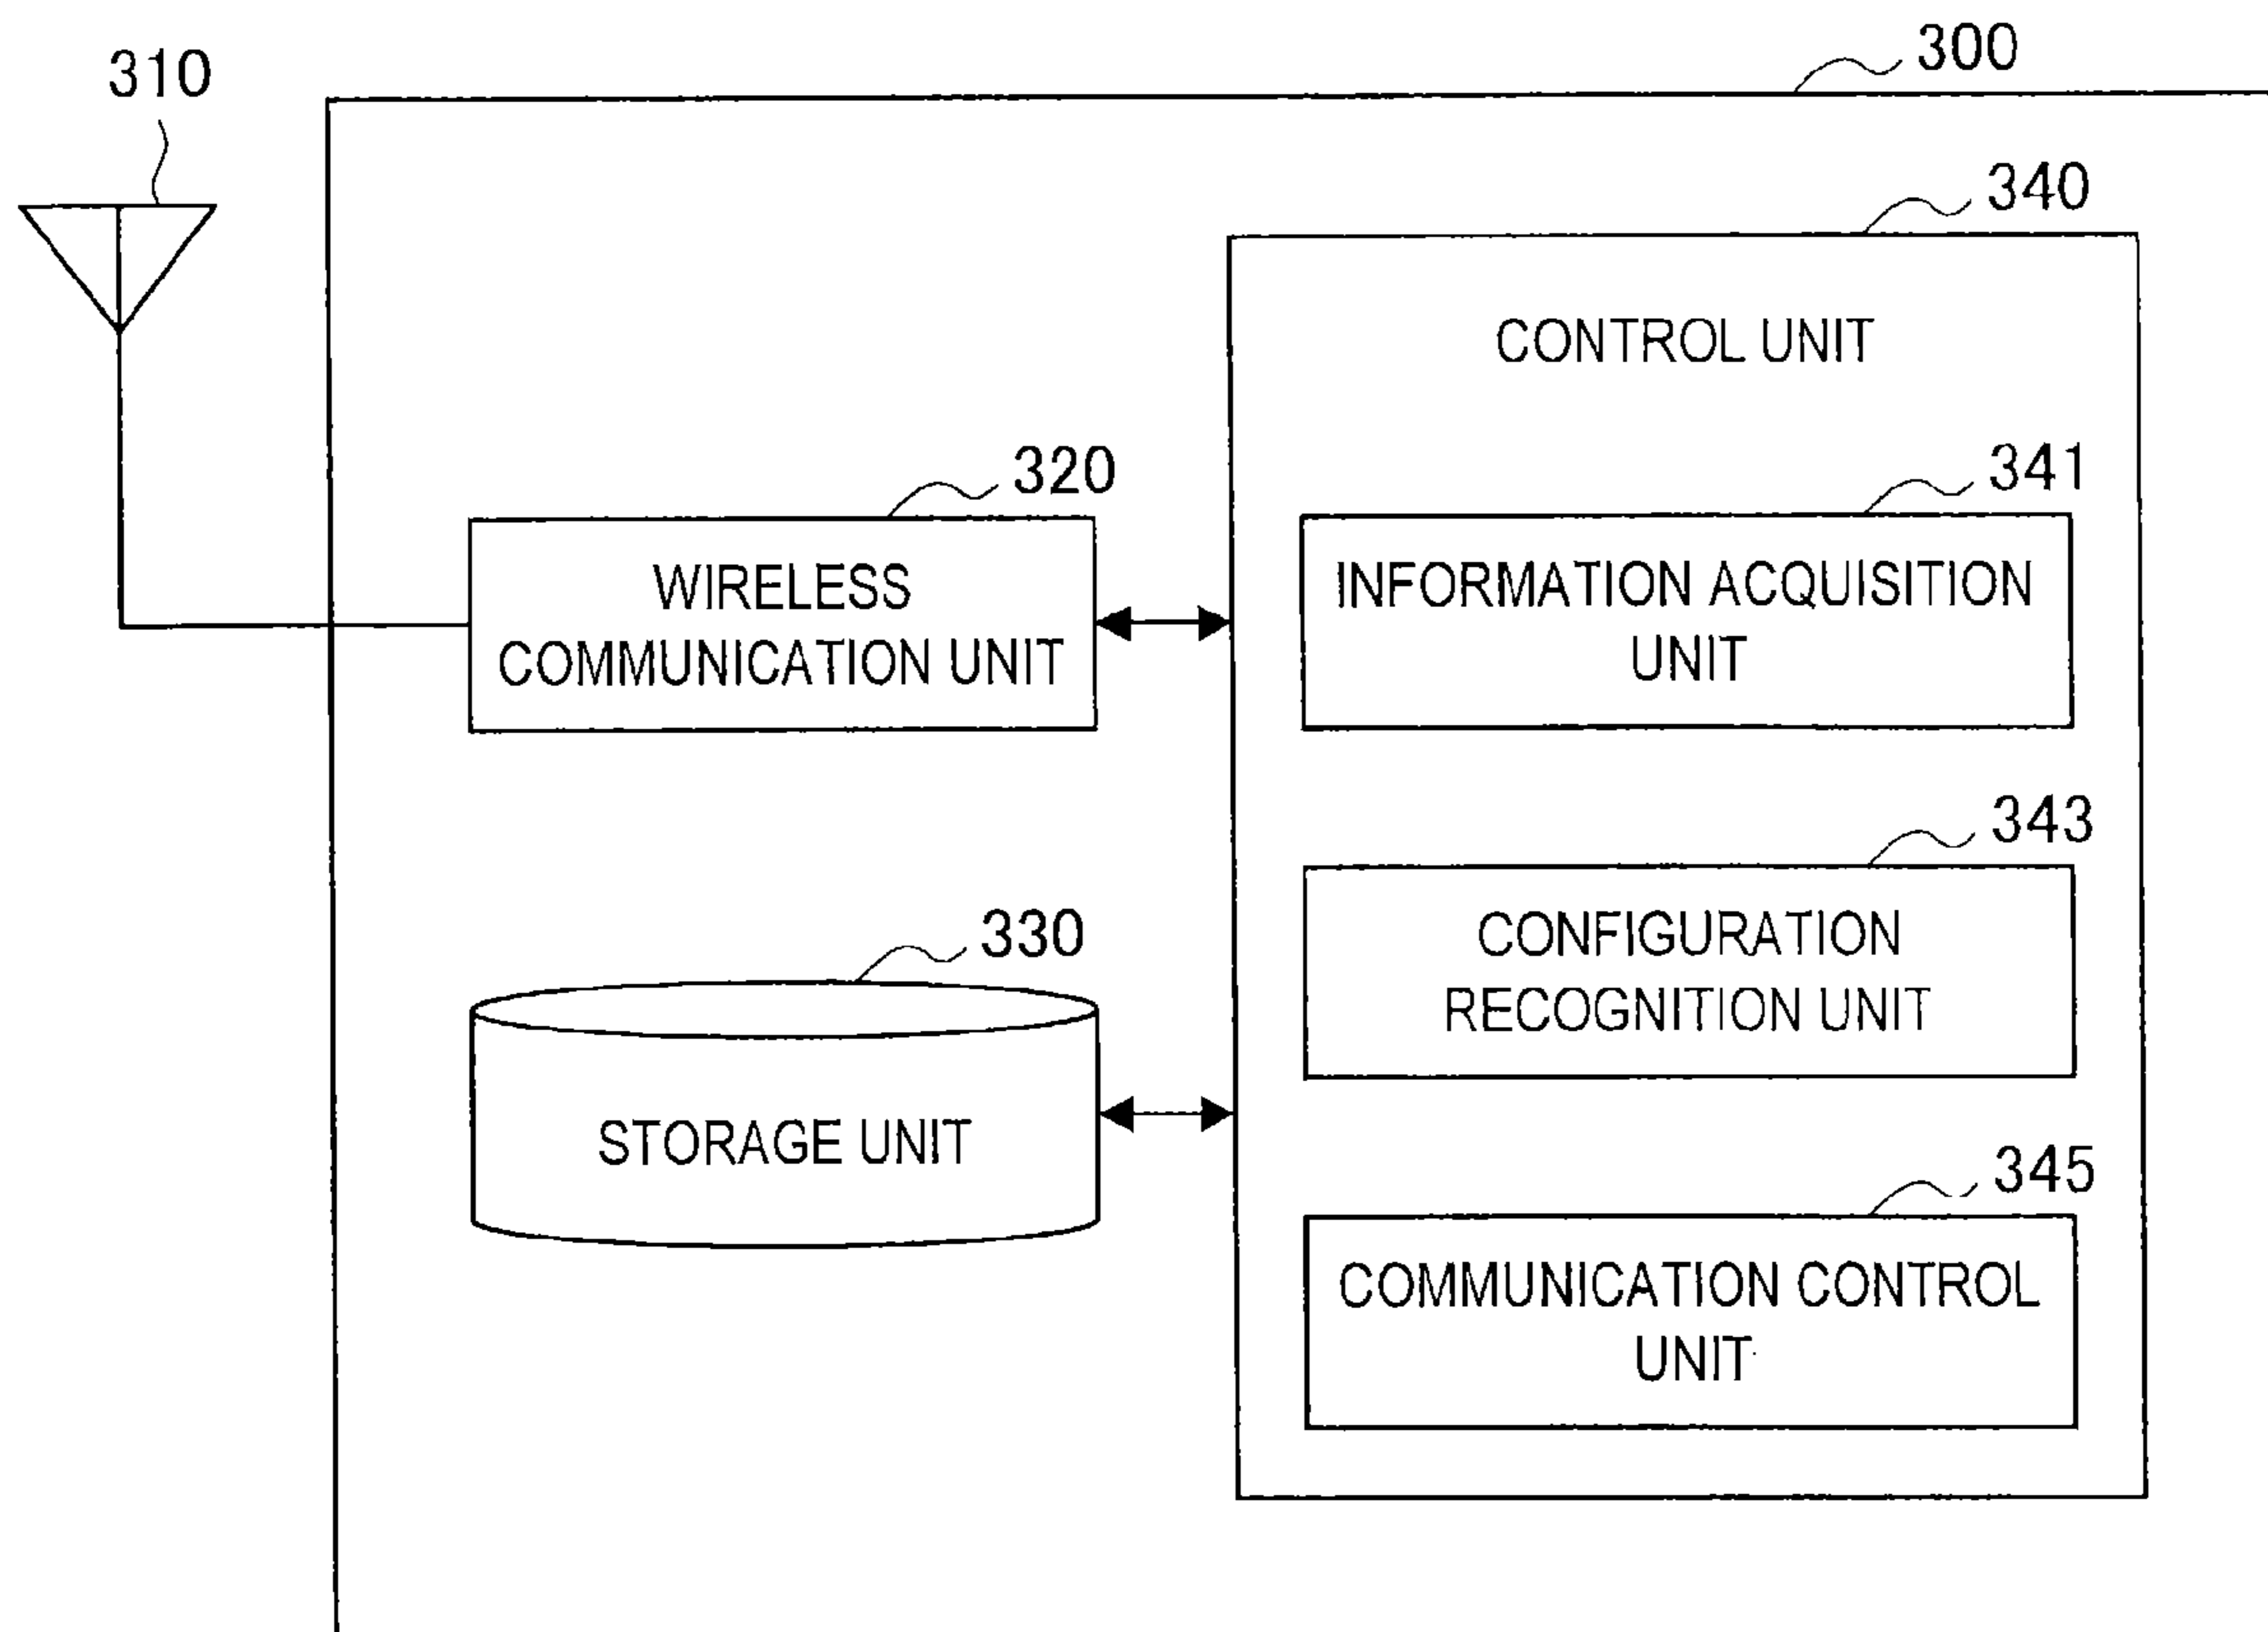 300
310
340
CONTROL UNIT
320
WIRELESS
COMMUNICATION UNIT
341
INFORMATION ACQUISITION
UNIT
343
CONFIGURATION
RECOGNITION UNIT
330
STORAGE UNIT
345
COMMUNICATION CONTROL
UNIT